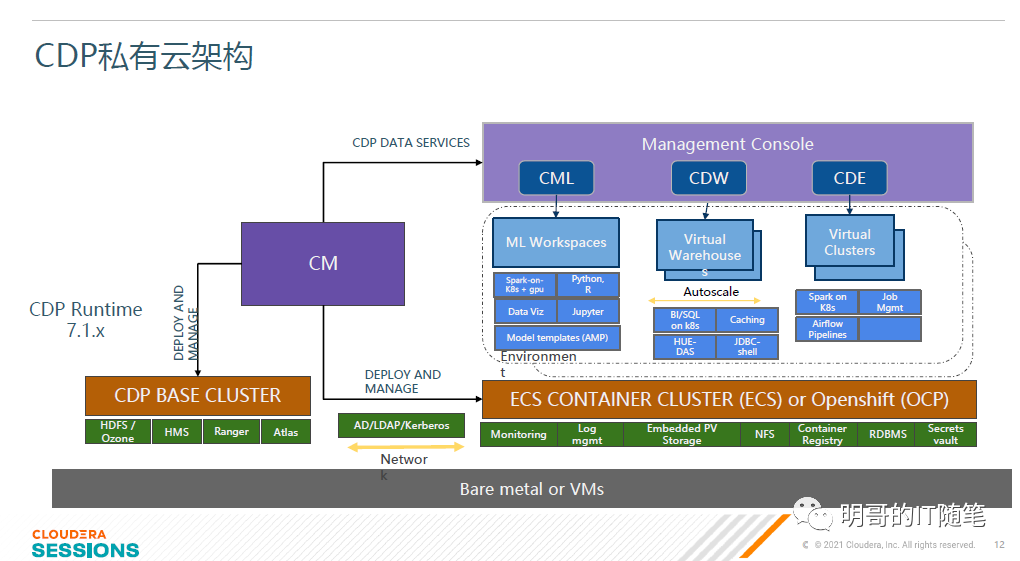 CDP私有云架构
CDP DATA SERVICES
Management Console
CML
CDW
CDE
CM
ML Workspaces
Virtual
Warehouse
s
Virtual
Clusters
Spark-on-
K8s + gpu
Python,
R
Data Viz
Jupyter
Model templates (AMP)
Autoscale
BI/SQL
on k8s
Caching
HUE-
DAS
JDBC-
shell
Spark on
K8s
Job
Mgmt
Airflow
Pipelines
Environmen
t
CDP Runtime
7.1.x
DEPLOY AND
MANAGE
DEPLOY AND
MANAGE
CDP BASE CLUSTER
HDFS /
Ozone
HMS
Ranger
Atlas
AD/LDAP/Kerberos
Networ
k
ECS CONTAINER CLUSTER (ECS) or Openshift (OCP)
Monitoring
Log
mgmt
Embedded PV
Storage
NFS
Container
Registry
RDBMS
Secrets
vault
Bare metal or VMs
明哥的IT随笔
CLOUDERA
SESSIONS
© 2021 Cloudera, Inc. All rights reserved.
12